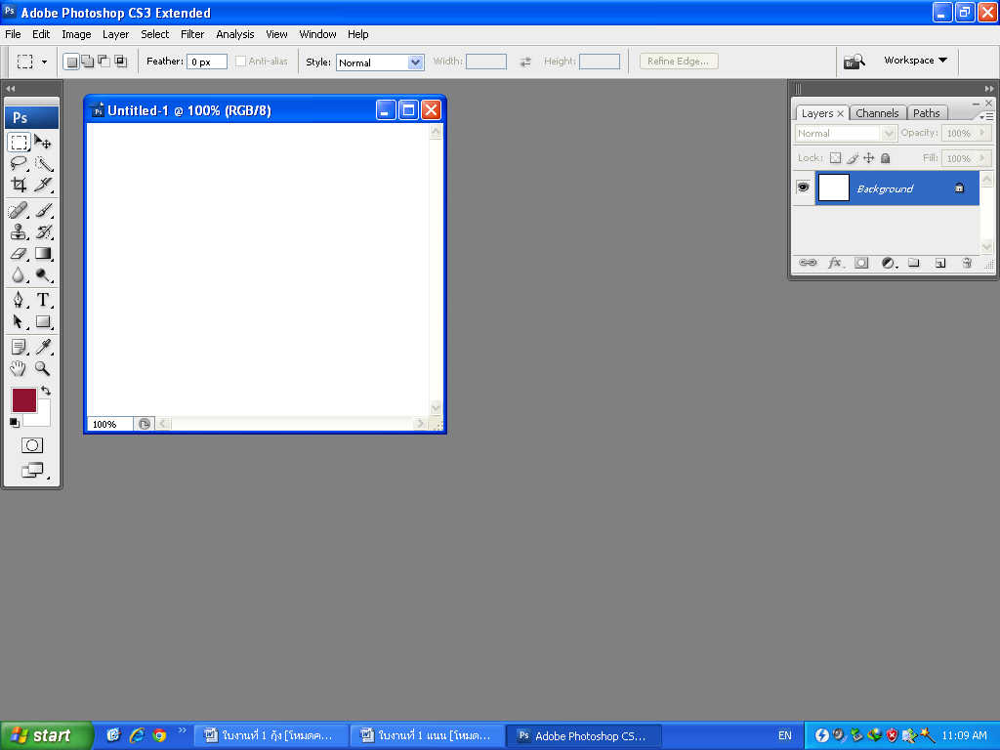 Ps Adobe Photoshop CS3 Extended
File Edit Image Layer Select Filter Analysis View Window Help
Feather: 0 px Anti-alias Style: Normal Width: Height: Refine Edge... Br Workspace
Ps
Untitled-1 @ 100% (RGB/8)
100%
Layers Channels Paths
Normal Opacity: 100%
Lock: Fill: 100%
Background
start ใบงานที่ 1 กุ้ง [โหมดค... ใบงานที่ 1 แนน [โหมด... Adobe Photoshop CS... EN 11:09 AM